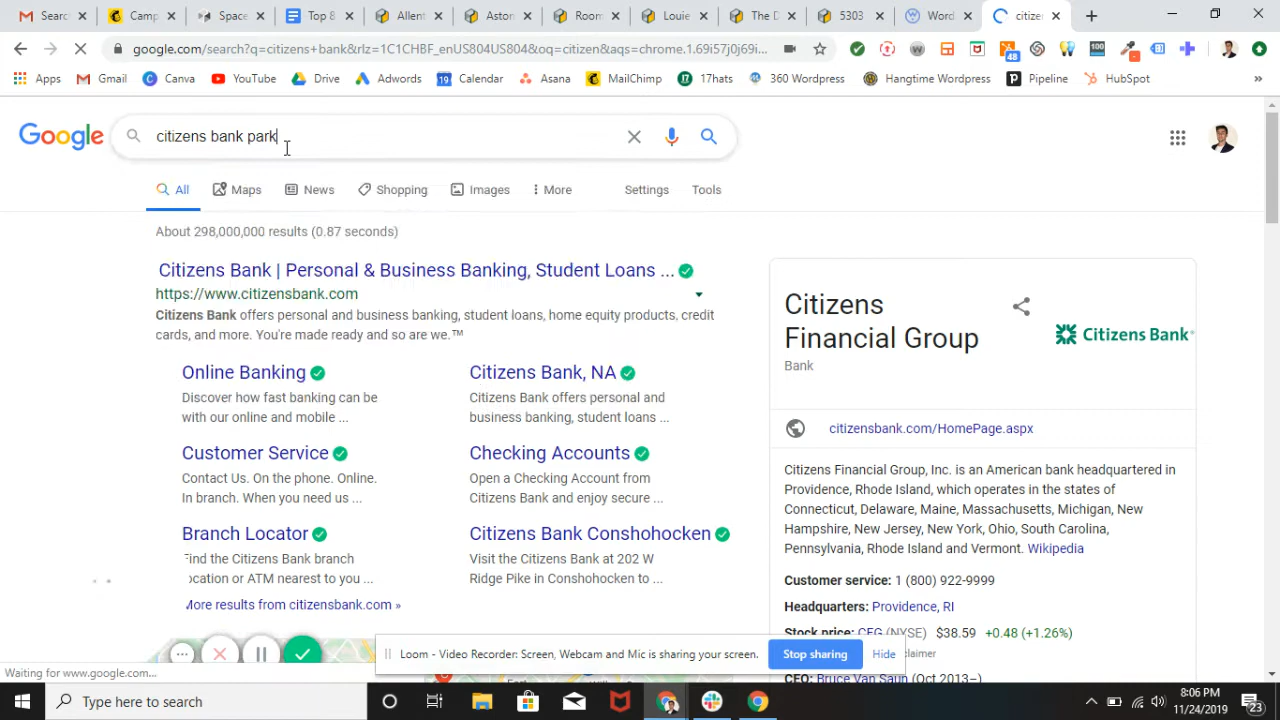 Searc
Camp
Space
Top 8
Allent
Aston
Room
Louie
The D
5303
Word
citize
google.com/search?q=citizens+bank&rlz=1C1CHBF_enUS804US804&oq=citizen&aqs=chrome.1.69i57j0j69i...
48
100
Apps
Gmail
Canva
YouTube
Drive
Adwords
19
Calendar
Asana
MailChimp
17
17hats
360 Wordpress
Hangtime Wordpress
Pipeline
HubSpot
»
Google
citizens bank park
All
Maps
News
Shopping
Images
More
Settings
Tools
About 298,000,000 results (0.87 seconds)
Citizens Bank | Personal & Business Banking, Student Loans ...
https://www.citizensbank.com
Citizens Bank offers personal and business banking, student loans, home equity products, credit
cards, and more. You're made ready and so are we.™
Online Banking
Discover how fast banking can be
with our online and mobile ...
Citizens Bank, NA
Citizens Bank offers personal and
business banking, student loans ...
Customer Service
Contact Us. On the phone. Online.
In branch. When you need us ...
Checking Accounts
Open a Checking Account from
Citizens Bank and enjoy secure ...
Branch Locator
Find the Citizens Bank branch
location or ATM nearest to you ...
Citizens Bank Conshohocken
Visit the Citizens Bank at 202 W
Ridge Pike in Conshohocken to ...
More results from citizensbank.com »
Citizens
Financial Group
Bank
Citizens Bank
citizensbank.com/HomePage.aspx
Citizens Financial Group, Inc. is an American bank headquartered in
Providence, Rhode Island, which operates in the states of
Connecticut, Delaware, Maine, Massachusetts, Michigan, New
Hampshire, New Jersey, New York, Ohio, South Carolina,
Pennsylvania, Rhode Island and Vermont. Wikipedia
Customer service: 1 (800) 922-9999
Headquarters: Providence, RI
Stock price: CFG (NYSE) $38.59 +0.48 (+1.26%)
claimer
CEO: Bruce Van Saun (Oct 2013–)
Loom - Video Recorder: Screen, Webcam and Mic is sharing your screen.
Stop sharing
Hide
Waiting for www.google.com...
Type here to search
8:06 PM
11/24/2019
23